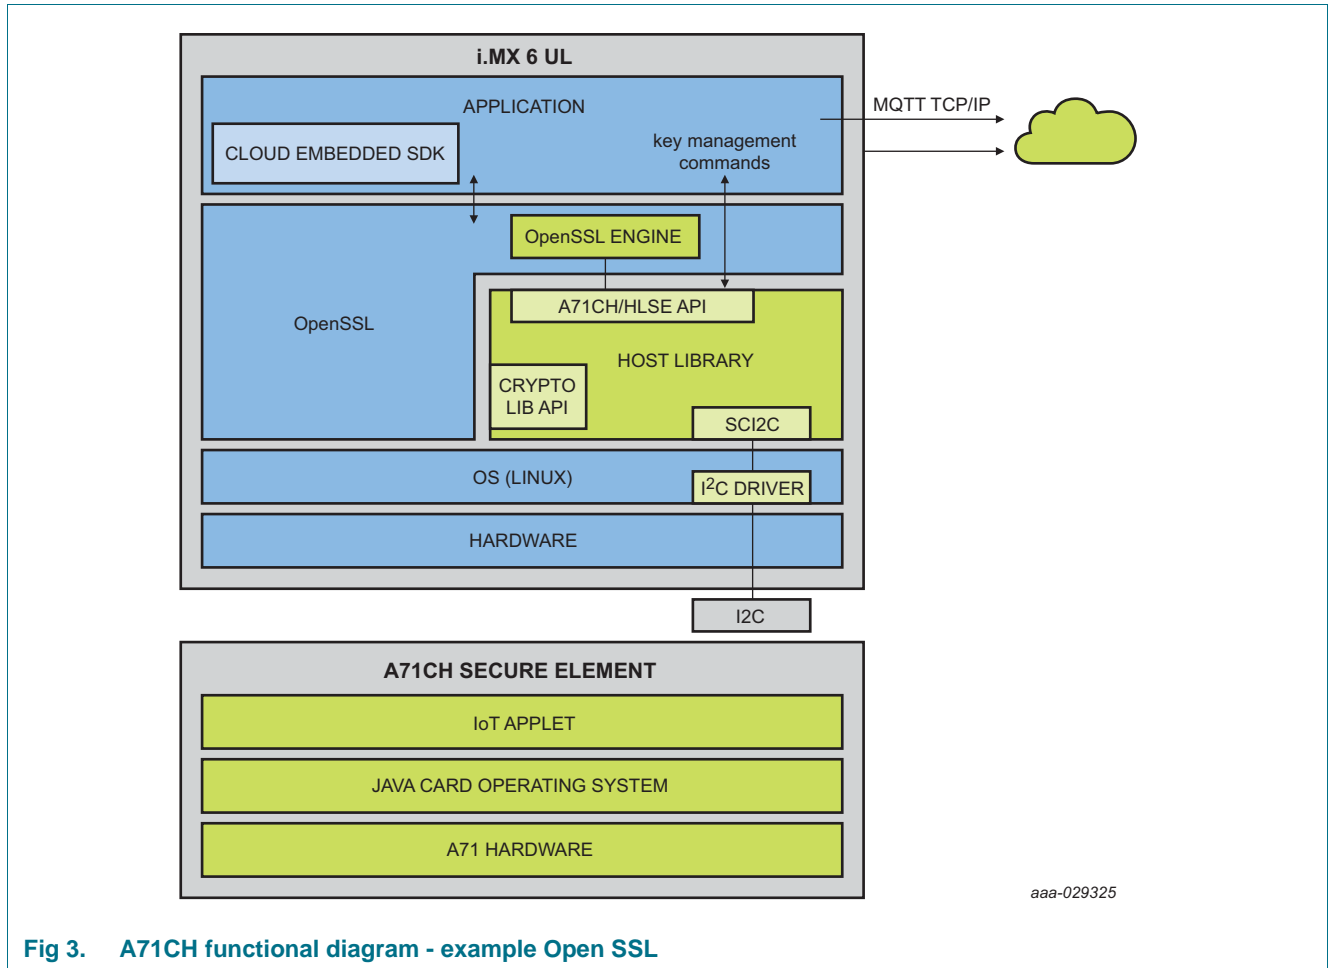 i.MX 6 UL
APPLICATION
MQTT TCP/IP
CLOUD EMBEDDED SDK
key management
commands
OpenSSL ENGINE
A71CH/HLSE API
OpenSSL
HOST LIBRARY
CRYPTO
LIB API
SCI2C
OS (LINUX)
I²C DRIVER
HARDWARE
I2C
A71CH SECURE ELEMENT
IoT APPLET
JAVA CARD OPERATING SYSTEM
A71 HARDWARE
aaa-029325
Fig 3. A71CH functional diagram - example Open SSL